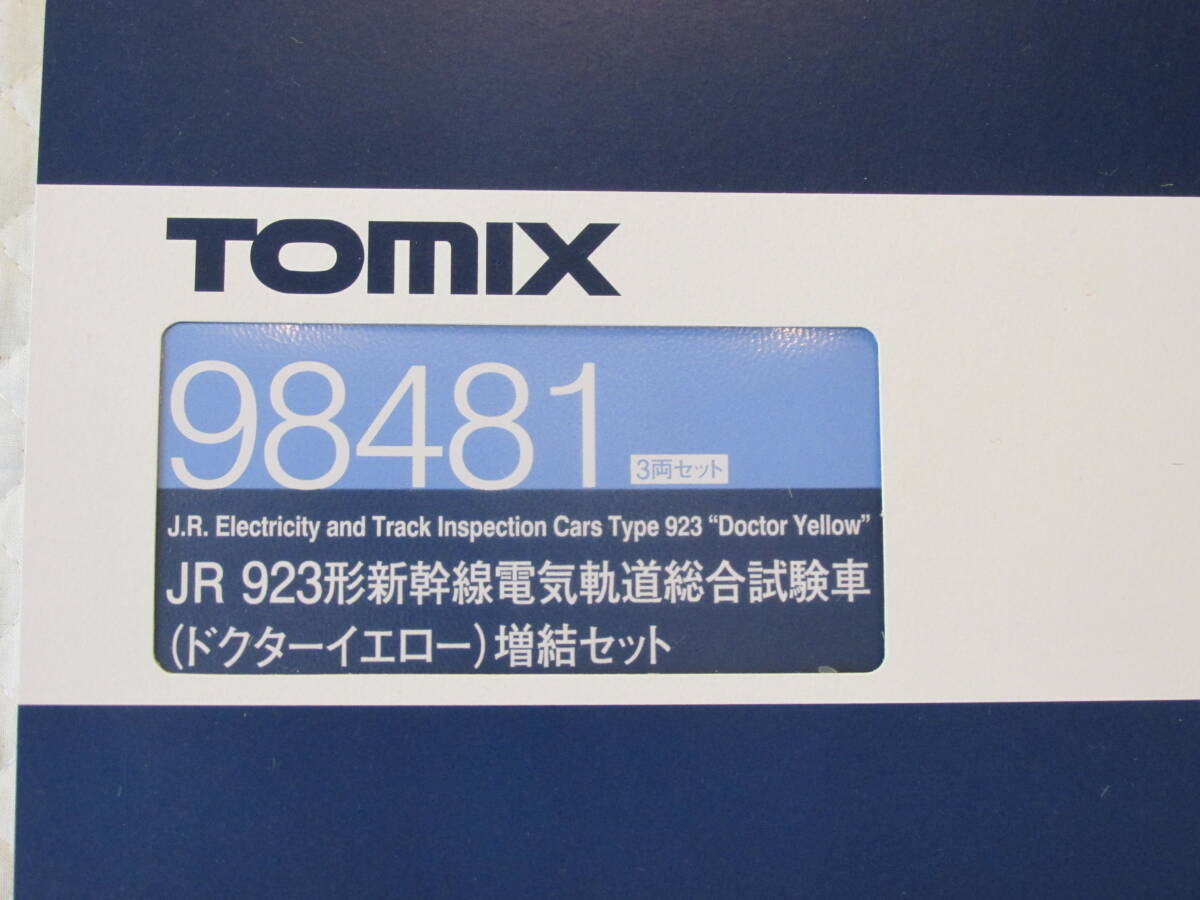 TOMIX
98481 3両セット
J.R. Electricity and Track Inspection Cars Type 923 “Doctor Yellow”
JR 923形新幹線電気軌道総合試験車
(ドクターイエロー)増結セット